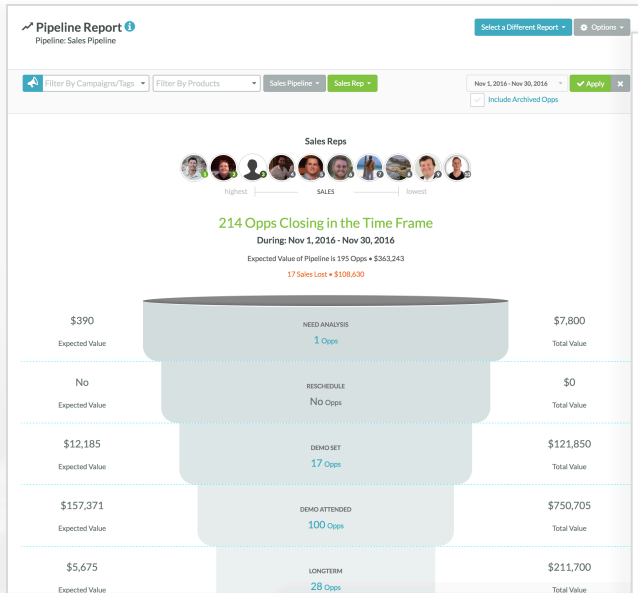 Pipeline Report
Pipeline: Sales Pipeline
Select a Different Report
Options
Filter By Campaigns/Tags
Filter By Products
Sales Pipeline
Sales Rep
Nov 1, 2016 - Nov 30, 2016
Apply
Include Archived Opps
Sales Reps
highest SALES lowest
214 Opps Closing in the Time Frame
During: Nov 1, 2016 - Nov 30, 2016
Expected Value of Pipeline is 195 Opps • $363,243
17 Sales Lost • $108,630
$390 NEED ANALYSIS $7,800
Expected Value 1 Opps Total Value
No RESCHEDULE $0
Expected Value No Opps Total Value
$12,185 DEMO SET $121,850
Expected Value 17 Opps Total Value
$157,371 DEMO ATTENDED $750,705
Expected Value 100 Opps Total Value
$5,675 LONGTERM $211,700
Expected Value 28 Opps Total Value